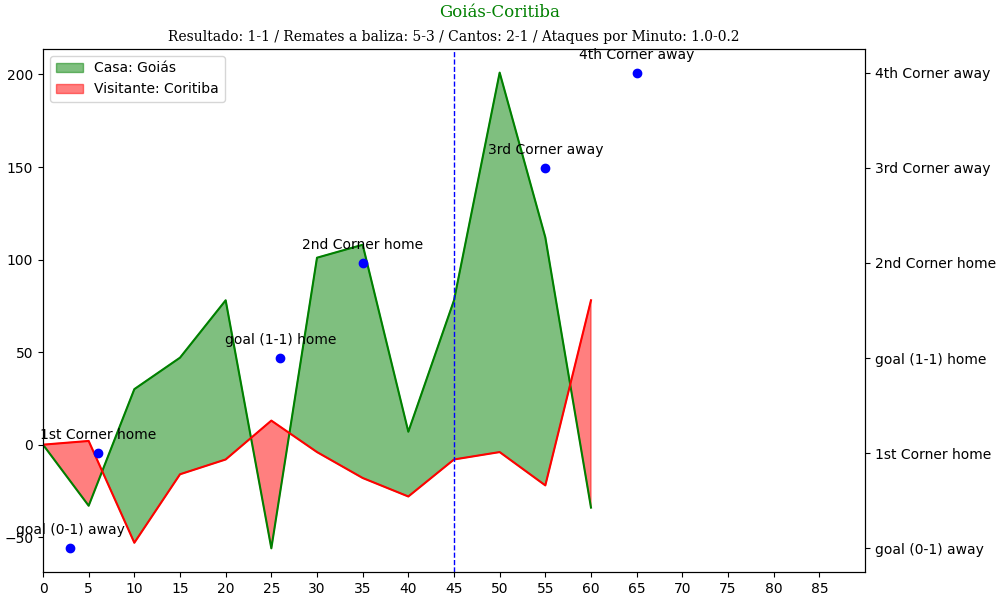 Goiás-Coritiba
Resultado: 1-1 / Remates a baliza: 5-3 / Cantos: 2-1 / Ataques por Minuto: 1.0-0.2
Casa: Goiás
Visitante: Coritiba
4th Corner away
3rd Corner away
2nd Corner home
goal (1-1) home
1st Corner home
goal (0-1) away
200
150
100
50
0
−50
4th Corner away
3rd Corner away
2nd Corner home
goal (1-1) home
1st Corner home
goal (0-1) away
0 5 10 15 20 25 30 35 40 45 50 55 60 65 70 75 80 85